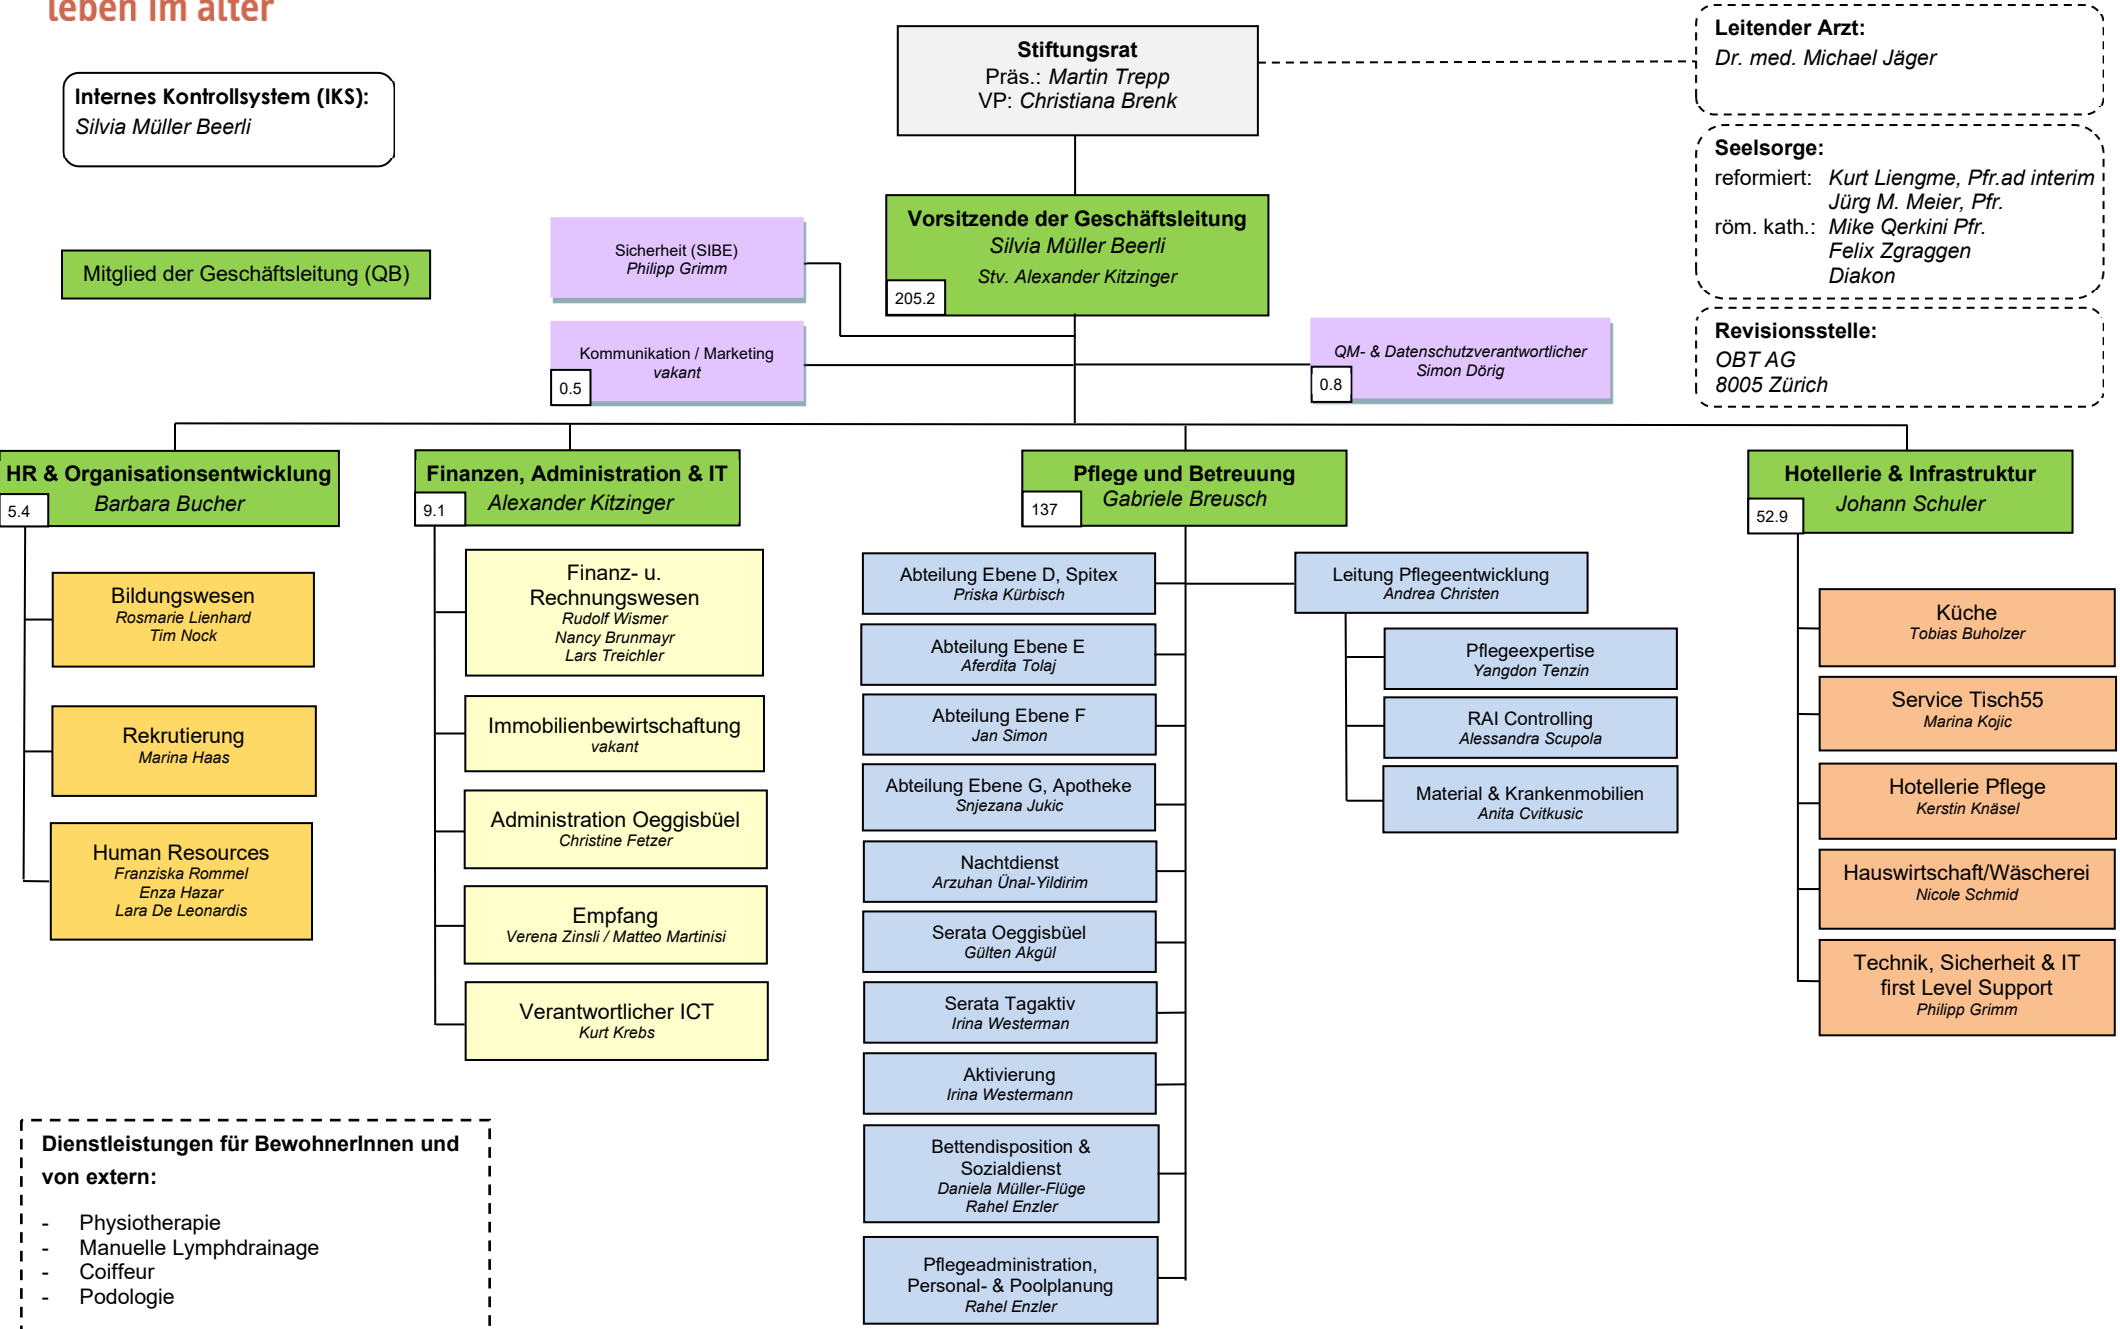 leben im alter
Internes Kontrollsystem (IKS):
Silvia Müller Beerli
Mitglied der Geschäftsleitung (QB)
Stiftungsrat
Präs.: Martin Trepp
VP: Christiana Brenk
Leitender Arzt:
Dr. med. Michael Jäger
Seelsorge:
reformiert: Kurt Liengme, Pfr.ad interim
Jürg M. Meier, Pfr.
röm. kath.: Mike Qerkini Pfr.
Felix Zgraggen
Diakon
Revisionsstelle:
OBT AG
8005 Zürich
Vorsitzende der Geschäftsleitung
Silvia Müller Beerli
Stv. Alexander Kitzinger
205.2
Sicherheit (SIBE)
Philipp Grimm
Kommunikation / Marketing
vakant
0.5
QM- & Datenschutzverantwortlicher
Simon Dörig
0.8
HR & Organisationsentwicklung
Barbara Bucher
5.4
Bildungswesen
Rosmarie Lienhard
Tim Nock
Rekrutierung
Marina Haas
Human Resources
Franziska Rommel
Enza Hazar
Lara De Leonardis
Finanzen, Administration & IT
Alexander Kitzinger
9.1
Finanz- u.
Rechnungswesen
Rudolf Wismer
Nancy Brunmayr
Lars Treichler
Immobilienbewirtschaftung
vakant
Administration Oeggisbüel
Christine Fetzer
Empfang
Verena Zinsli / Matteo Martinisi
Verantwortlicher ICT
Kurt Krebs
Pflege und Betreuung
Gabriele Breusch
137
Abteilung Ebene D, Spitex
Priska Kürbisch
Abteilung Ebene E
Aferdita Tolaj
Abteilung Ebene F
Jan Simon
Abteilung Ebene G, Apotheke
Snjezana Jukic
Nachtdienst
Arzuhan Ünal-Yildirim
Serata Oeggisbüel
Gülten Akgül
Serata Tagaktiv
Irina Westerman
Aktivierung
Irina Westermann
Bettendisposition &
Sozialdienst
Daniela Müller-Flüge
Rahel Enzler
Pflegeadministration,
Personal- & Poolplanung
Rahel Enzler
Leitung Pflegeentwicklung
Andrea Christen
Pflegeexpertise
Yangdon Tenzin
RAI Controlling
Alessandra Scupola
Material & Krankenmobilien
Anita Cvitkusic
Hotellerie & Infrastruktur
Johann Schuler
52.9
Küche
Tobias Buholzer
Service Tisch55
Marina Kojic
Hotellerie Pflege
Kerstin Knäsel
Hauswirtschaft/Wäscherei
Nicole Schmid
Technik, Sicherheit & IT
first Level Support
Philipp Grimm
Dienstleistungen für BewohnerInnen und
von extern:
- Physiotherapie
- Manuelle Lymphdrainage
- Coiffeur
- Podologie